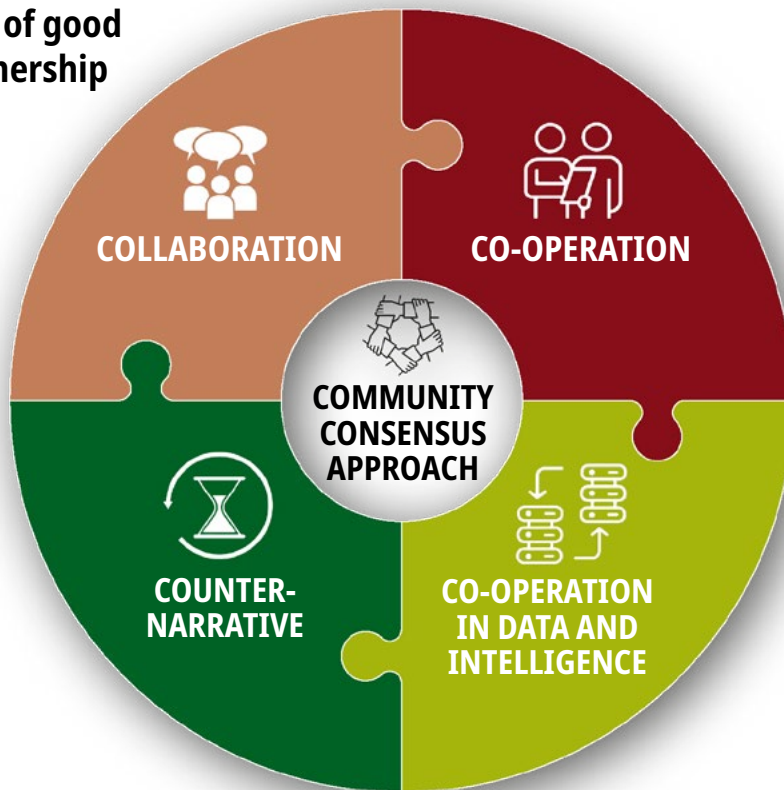 of good
nership
COLLABORATION
CO-OPERATION
COMMUNITY
CONSENSUS
APPROACH
COUNTER-
NARRATIVE
CO-OPERATION
IN DATA AND
INTELLIGENCE